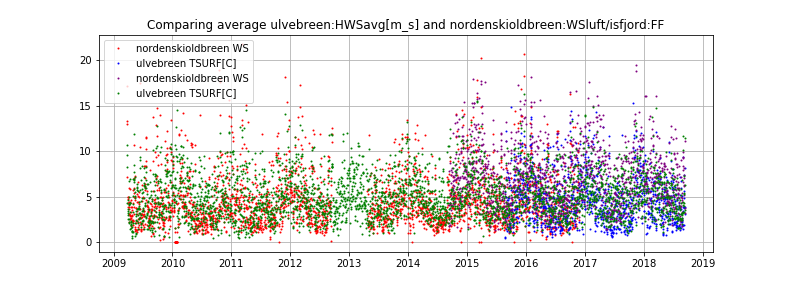 Comparing average ulvebreen:HWSavg[m_s] and nordenskioldbreen:WSluft/isfjord:FF
nordenskioldbreen WS
ulvebreen TSURF[C]
nordenskioldbreen WS
ulvebreen TSURF[C]
20
15
10
5
0
2009 2010 2011 2012 2013 2014 2015 2016 2017 2018 2019